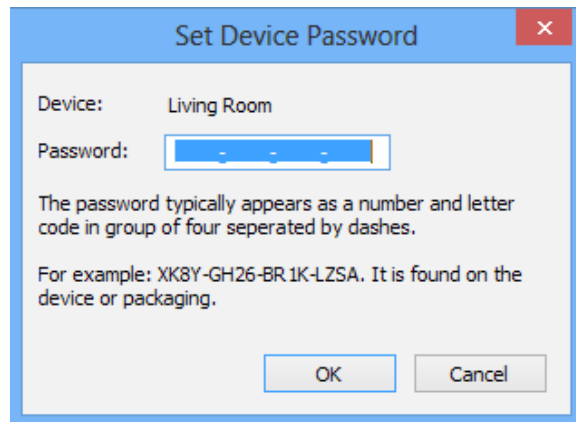 Set Device Password
Device: Living Room
Password: - - -
The password typically appears as a number and letter
code in group of four seperated by dashes.
For example: XK8Y-GH26-BR1K-LZSA. It is found on the
device or packaging.
OK Cancel